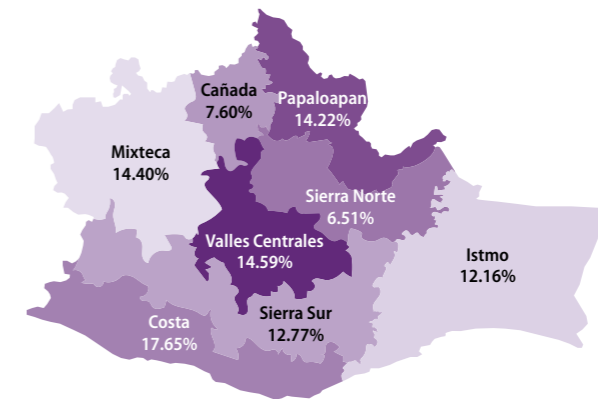 Cañada
7.60%
Papaloapan
14.22%
Mixteca
14.40%
Sierra Norte
6.51%
Valles Centrales
14.59%
Istmo
12.16%
Sierra Sur
12.77%
Costa
17.65%